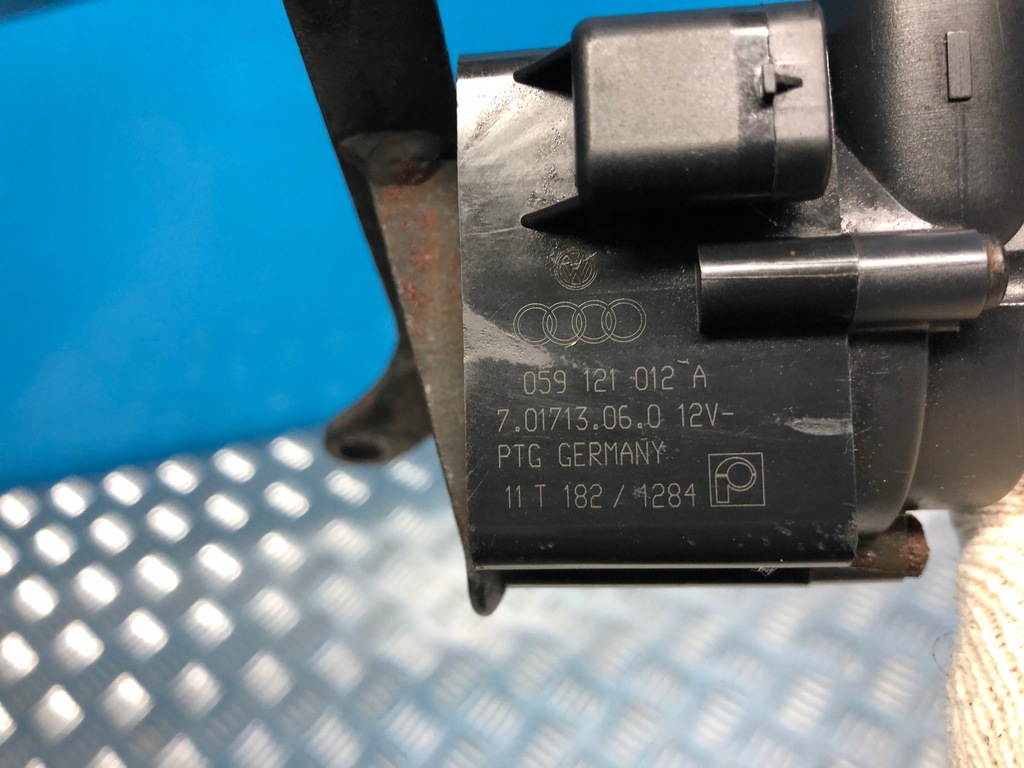 059 121 012 A
7.01713.06.0 12V-
PTG GERMANY
11 T 182 / 1284